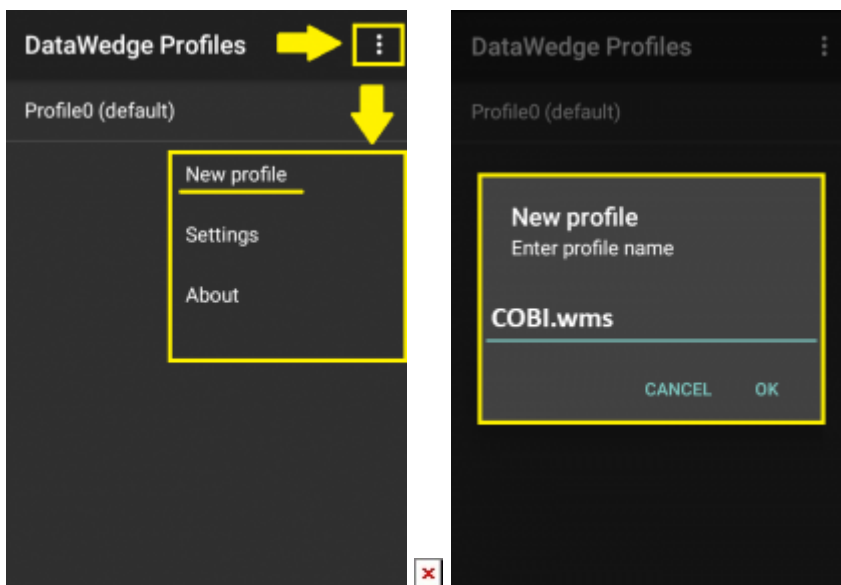 DataWedge Profiles
Profile0 (default)
New profile
Settings
About
DataWedge Profiles
Profile0 (default)
New profile
Enter profile name
COBI.wms
CANCEL OK